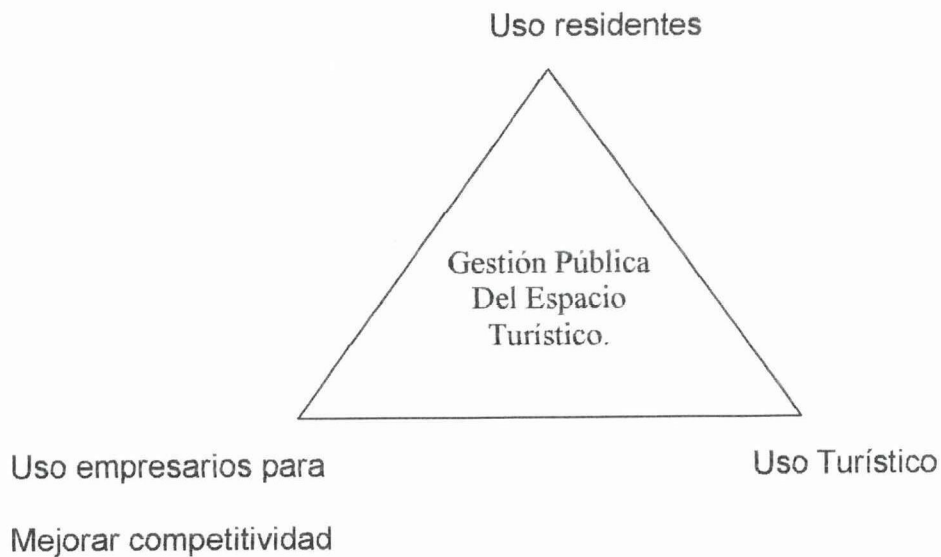 Uso residentes
Gestión Pública
Del Espacio
Turístico.
Uso empresarios para
Uso Turístico
Mejorar competitividad